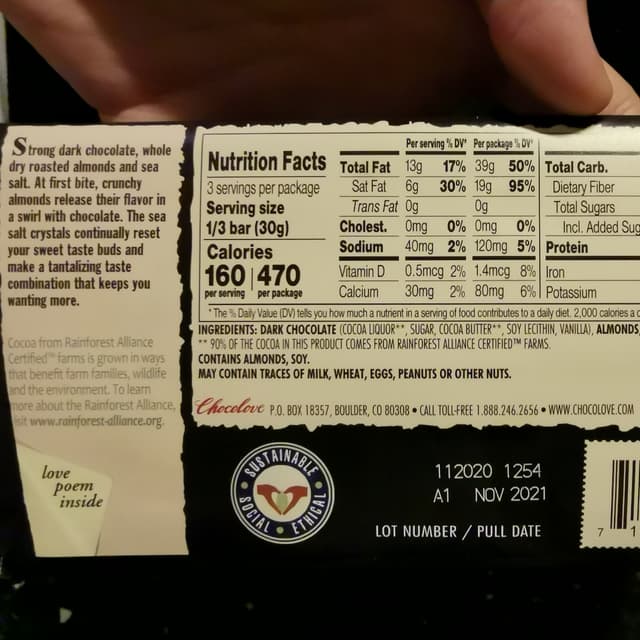 Strong dark chocolate, whole
dry roasted almonds and sea
salt. At first bite, crunchy
almonds release their flavor in
a swirl with chocolate. The sea
salt crystals continually reset
your sweet taste buds and
make a tantalizing taste
combination that keeps you
wanting more.
Cocoa from Rainforest Alliance
Certified™ farms is grown in ways
that benefit farm families, wildlife
and the environment. To learn
more about the Rainforest Alliance,
visit www.rainforest-alliance.org.
love
poem
inside
Nutrition Facts
3 servings per package
Serving size
1/3 bar (30g)
Calories
160 470
per serving per package
Per serving % DV* Per package % DV*
Total Fat 13g 17% 39g 50%
Sat Fat 6g 30% 19g 95%
Trans Fat 0g 0g
Cholest. 0mg 0% 0mg 0%
Sodium 40mg 2% 120mg 5%
Vitamin D 0.5mcg 2% 1.4mcg 8%
Calcium 30mg 2% 80mg 6%
Total Carb.
Dietary Fiber
Total Sugars
Incl. Added Sug
Protein
Iron
Potassium
* The % Daily Value (DV) tells you how much a nutrient in a serving of food contributes to a daily diet. 2,000 calories a
INGREDIENTS: DARK CHOCOLATE (COCOA LIQUOR**, SUGAR, COCOA BUTTER**, SOY LECITHIN, VANILLA), ALMONDS,
** 90% OF THE COCOA IN THIS PRODUCT COMES FROM RAINFOREST ALLIANCE CERTIFIED™ FARMS.
CONTAINS ALMONDS, SOY.
MAY CONTAIN TRACES OF MILK, WHEAT, EGGS, PEANUTS OR OTHER NUTS.
Chocolove P.O. BOX 18357, BOULDER, CO 80308 • CALL TOLL-FREE 1.888.246.2656 • WWW.CHOCOLOVE.COM
SUSTAINABLE • ETHICAL • SOCIAL •
112020 1254
A1 NOV 2021
LOT NUMBER / PULL DATE
7 1